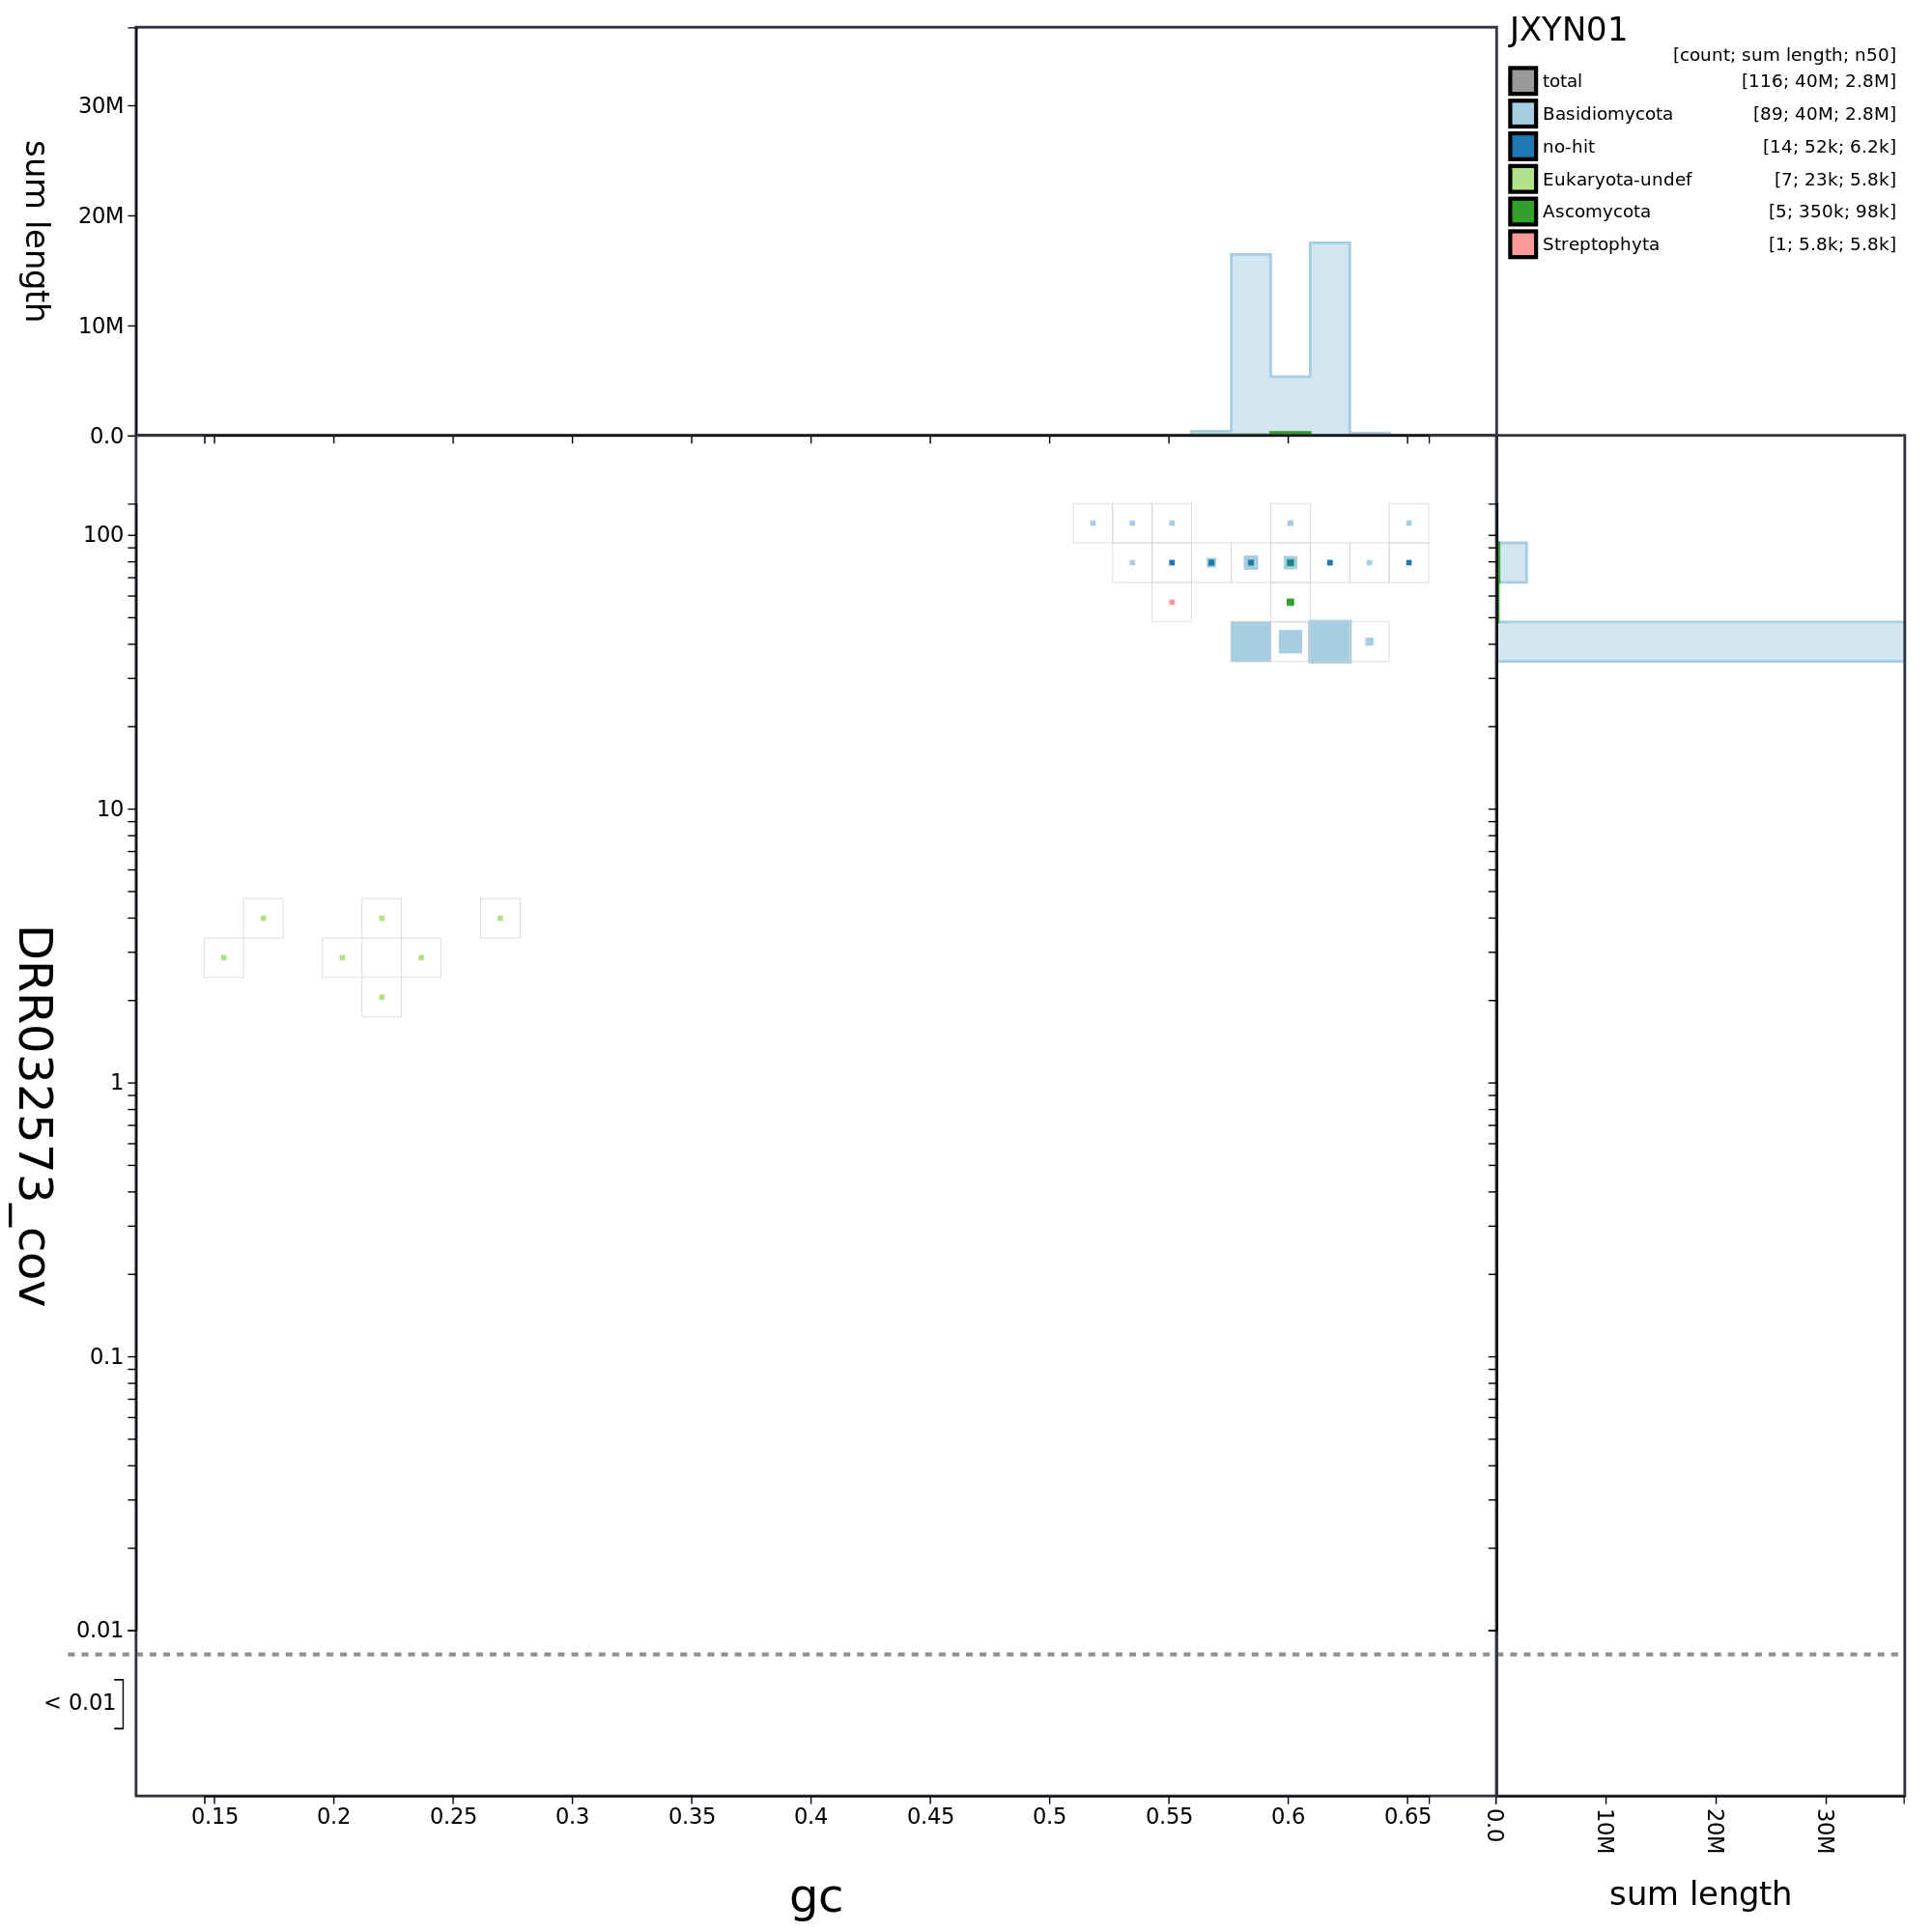 JXYN01
[count; sum length; n50]
total [116; 40M; 2.8M]
Basidiomycota [89; 40M; 2.8M]
no-hit [14; 52k; 6.2k]
Eukaryota-undef [7; 23k; 5.8k]
Ascomycota [5; 350k; 98k]
Streptophyta [1; 5.8k; 5.8k]
sum length
30M
20M
10M
0.0
DRR032573_cov
100
10
1
0.1
0.01
< 0.01
0.15 0.2 0.25 0.3 0.35 0.4 0.45 0.5 0.55 0.6 0.65
gc
0.0 10M 20M 30M
sum length